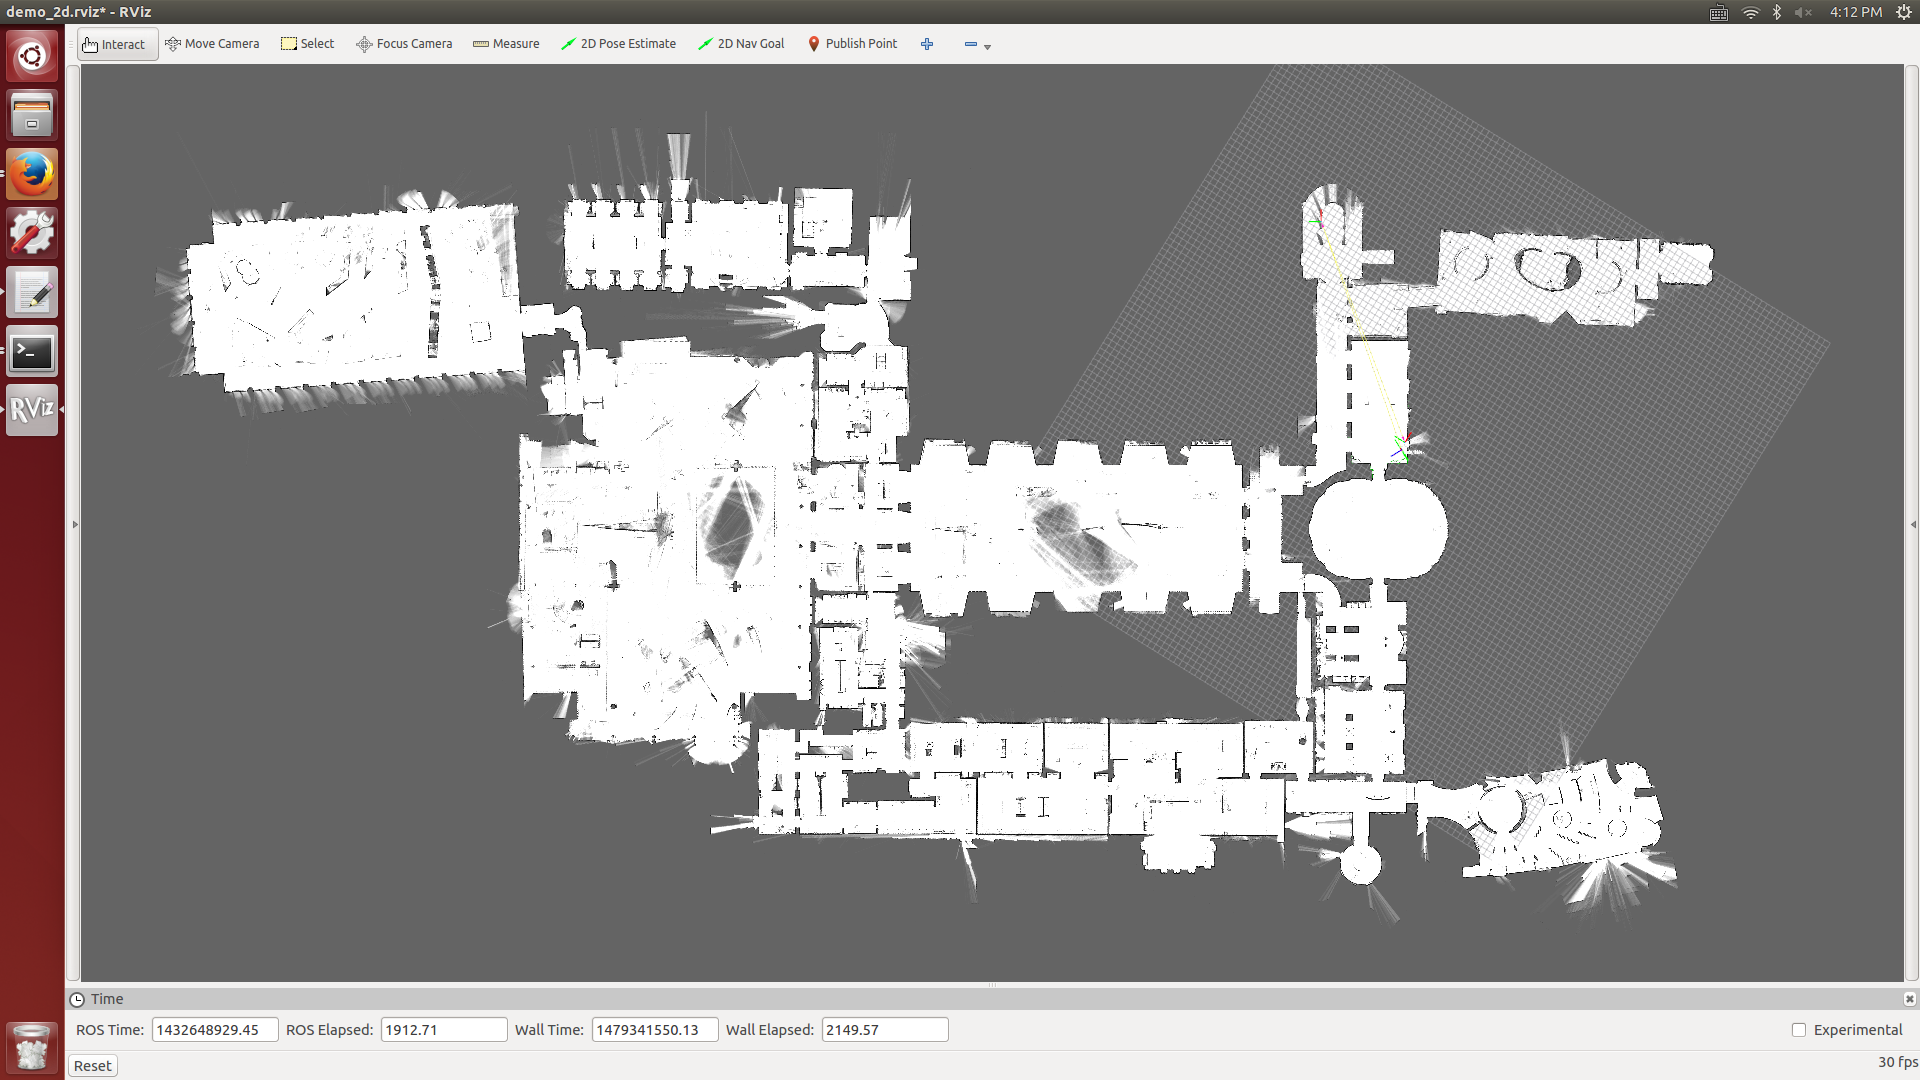 demo_2d.rviz* - RViz
4:12 PM
Interact
Move Camera
Select
Focus Camera
Measure
2D Pose Estimate
2D Nav Goal
Publish Point
>_
RViz
Time
ROS Time: 1432648929.45 ROS Elapsed: 1912.71 Wall Time: 1479341550.13 Wall Elapsed: 2149.57 Experimental
Reset
30 fps